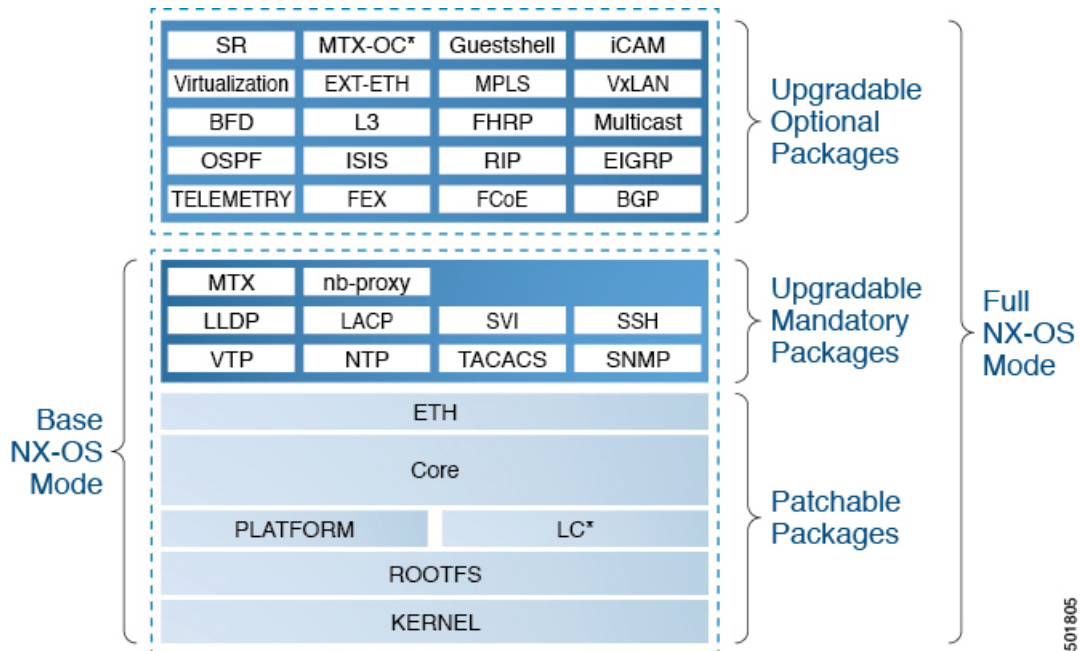 SR MTX-OC* Guestshell iCAM
Virtualization EXT-ETH MPLS VxLAN
BFD L3 FHRP Multicast
OSPF ISIS RIP EIGRP
TELEMETRY FEX FCoE BGP
Upgradable
Optional
Packages
MTX nb-proxy
LLDP LACP SVI SSH
VTP NTP TACACS SNMP
Upgradable
Mandatory
Packages
Full
NX-OS
Mode
Base
NX-OS
Mode
ETH
Core
PLATFORM LC*
ROOTFS
KERNEL
Patchable
Packages
501805